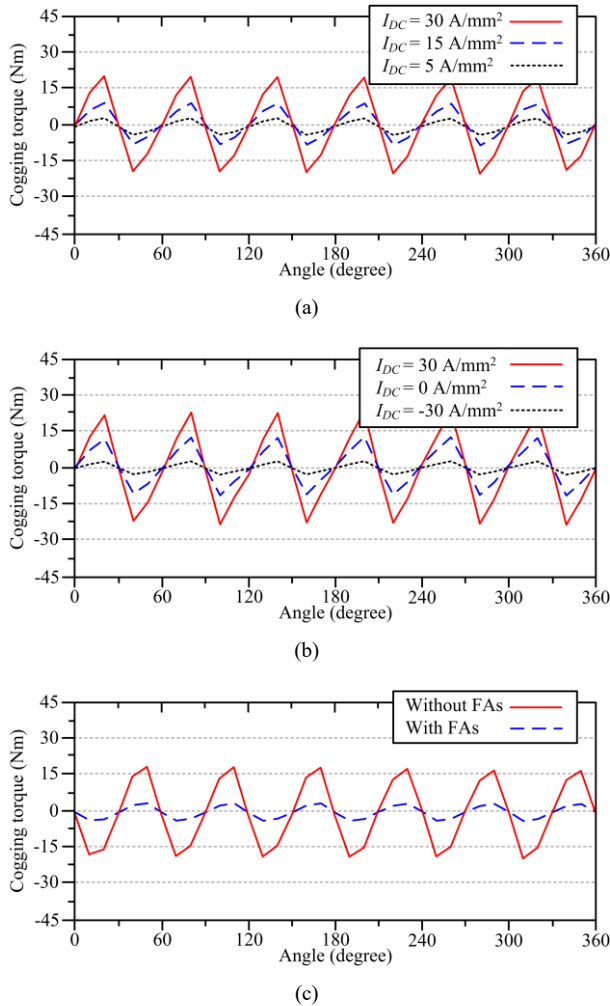 45
30
15
0
-15
-30
-45
Cogging torque (Nm)
I_DC = 30 A/mm²
I_DC = 15 A/mm²
I_DC = 5 A/mm²
0 60 120 180 240 300 360
Angle (degree)
(a)
45
30
15
0
-15
-30
-45
Cogging torque (Nm)
I_DC = 30 A/mm²
I_DC = 0 A/mm²
I_DC = -30 A/mm²
0 60 120 180 240 300 360
Angle (degree)
(b)
45
30
15
0
-15
-30
-45
Cogging torque (Nm)
Without FAs
With FAs
0 60 120 180 240 300 360
Angle (degree)
(c)